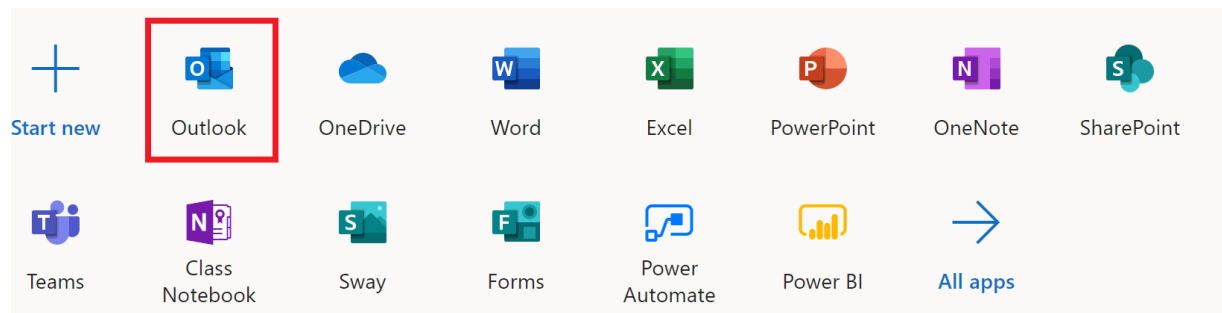 Start new
Outlook
OneDrive
Word
Excel
PowerPoint
OneNote
SharePoint
Teams
Class
Notebook
Sway
Forms
Power
Automate
Power BI
All apps